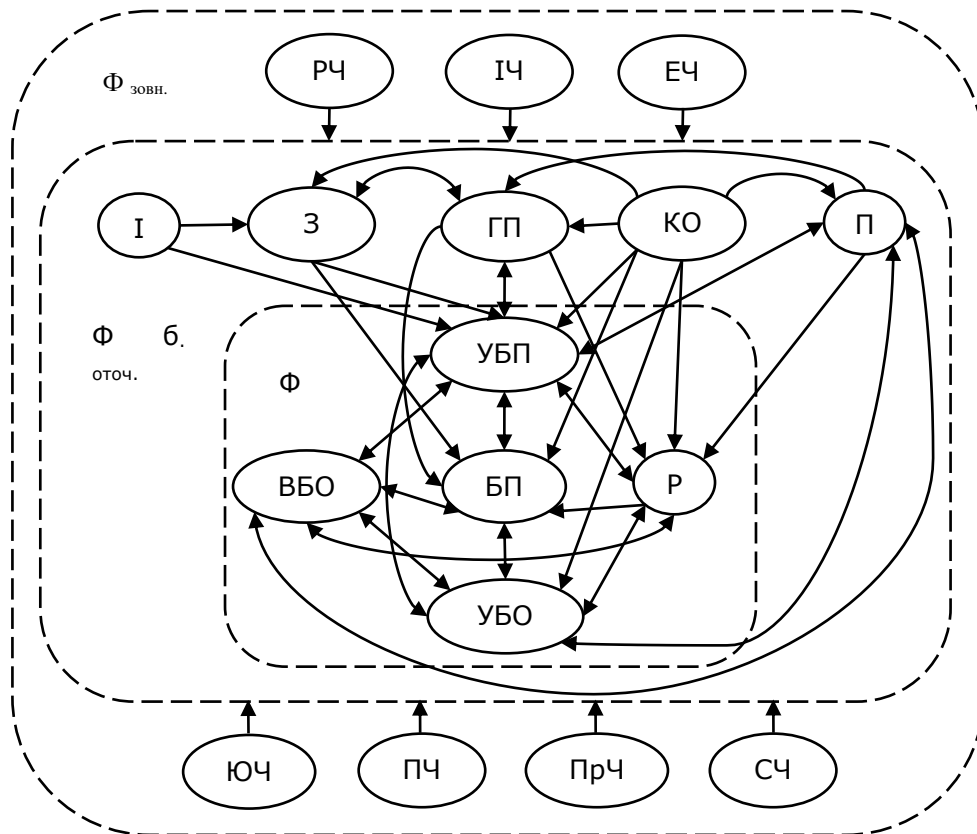 РЧ ІЧ ЕЧ
Ф зовн.
І З ГП КО П
Ф б.
оточ.
УБП
Ф
ВБО БП Р
УБО
ЮЧ ПЧ ПрЧ СЧ